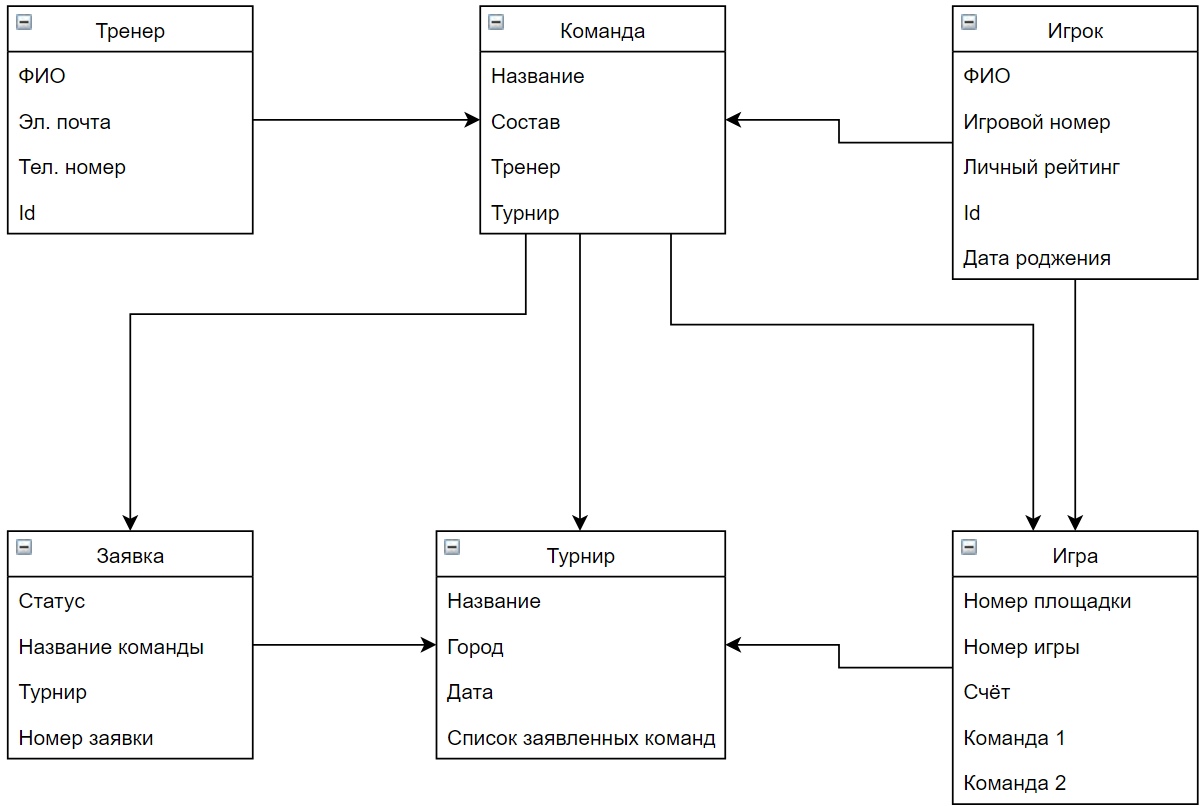 Тренер
ФИО
Эл. почта
Тел. номер
Id
Команда
Название
Состав
Тренер
Турнир
Игрок
ФИО
Игровой номер
Личный рейтинг
Id
Дата роджения
Заявка
Статус
Название команды
Турнир
Номер заявки
Турнир
Название
Город
Дата
Список заявленных команд
Игра
Номер площадки
Номер игры
Счёт
Команда 1
Команда 2